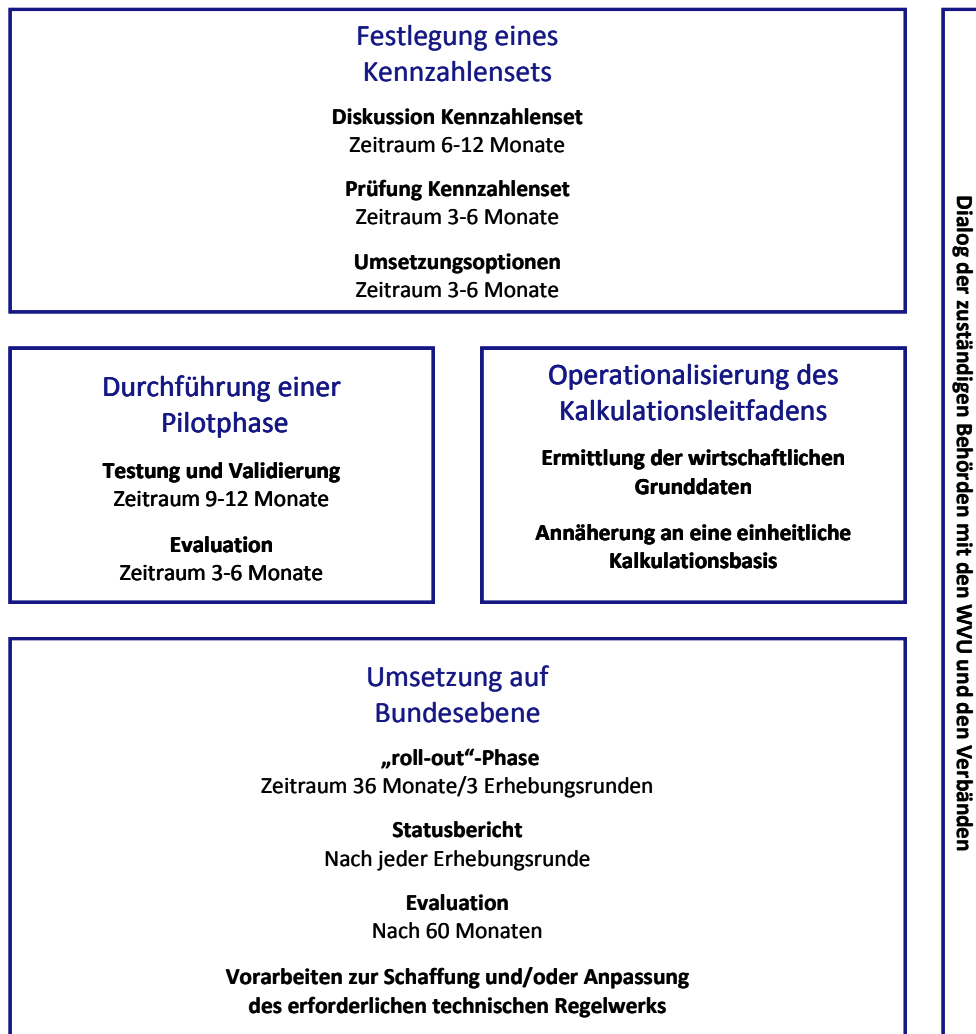 Festlegung eines
Kennzahlensets
Diskussion Kennzahlenset
Zeitraum 6-12 Monate
Prüfung Kennzahlenset
Zeitraum 3-6 Monate
Umsetzungsoptionen
Zeitraum 3-6 Monate
Durchführung einer
Pilotphase
Testung und Validierung
Zeitraum 9-12 Monate
Evaluation
Zeitraum 3-6 Monate
Operationalisierung des
Kalkulationsleitfadens
Ermittlung der wirtschaftlichen
Grunddaten
Annäherung an eine einheitliche
Kalkulationsbasis
Umsetzung auf
Bundesebene
„roll-out“-Phase
Zeitraum 36 Monate/3 Erhebungsrunden
Statusbericht
Nach jeder Erhebungsrunde
Evaluation
Nach 60 Monaten
Vorarbeiten zur Schaffung und/oder Anpassung
des erforderlichen technischen Regelwerks
Dialog der zuständigen Behörden mit den WVU und den Verbänden